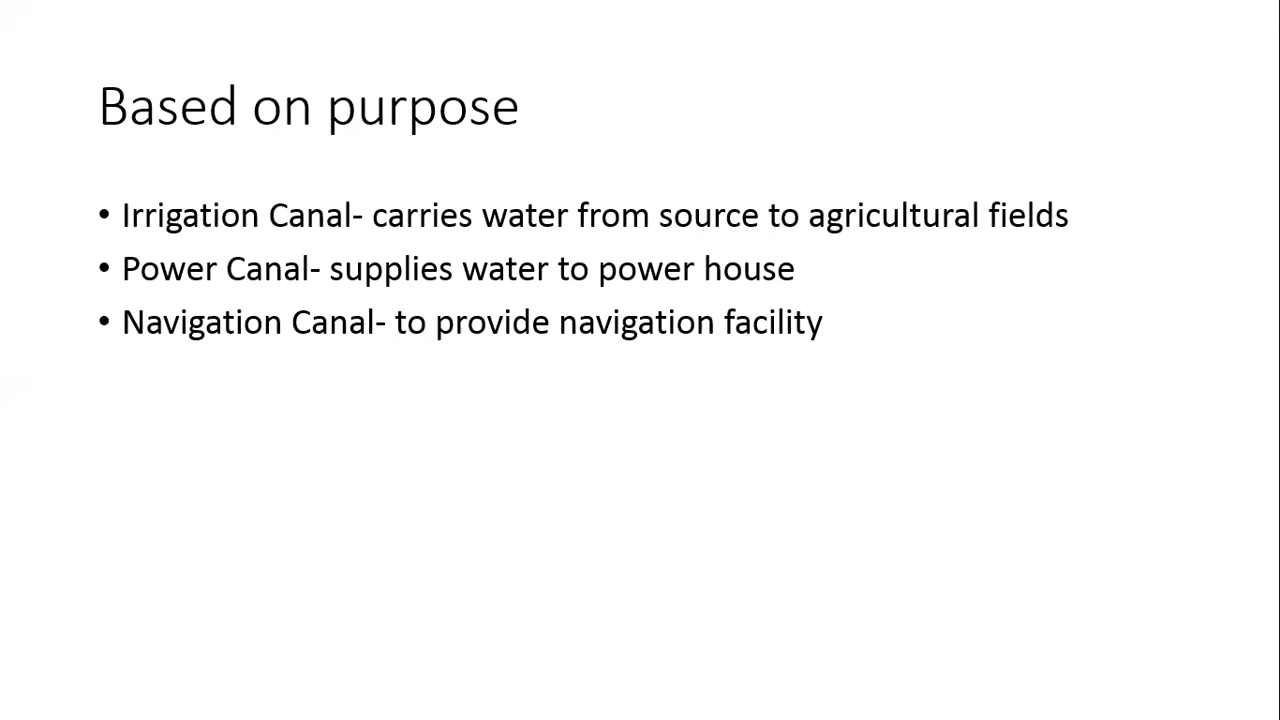 Based on purpose
• Irrigation Canal- carries water from source to agricultural fields
• Power Canal- supplies water to power house
• Navigation Canal- to provide navigation facility